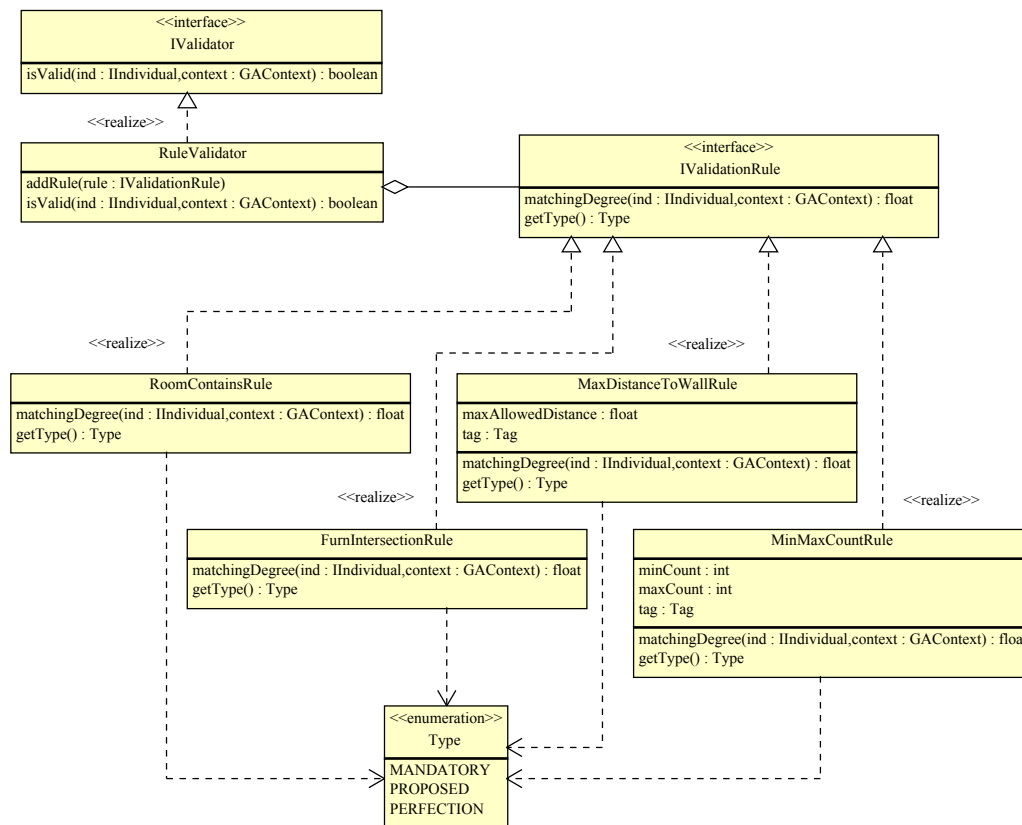 <<interface>>
IValidator
isValid(ind : IIndividual,context : GAContext) : boolean
<<realize>>
RuleValidator
addRule(rule : IValidationRule)
isValid(ind : IIndividual,context : GAContext) : boolean
<<interface>>
IValidationRule
matchingDegree(ind : IIndividual,context : GAContext) : float
getType() : Type
<<realize>>
<<realize>>
RoomContainsRule
matchingDegree(ind : IIndividual,context : GAContext) : float
getType() : Type
MaxDistanceToWallRule
maxAllowedDistance : float
tag : Tag
matchingDegree(ind : IIndividual,context : GAContext) : float
getType() : Type
<<realize>>
<<realize>>
FurnIntersectionRule
matchingDegree(ind : IIndividual,context : GAContext) : float
getType() : Type
MinMaxCountRule
minCount : int
maxCount : int
tag : Tag
matchingDegree(ind : IIndividual,context : GAContext) : floa
getType() : Type
<<enumeration>>
Type
MANDATORY
PROPOSED
PERFECTION